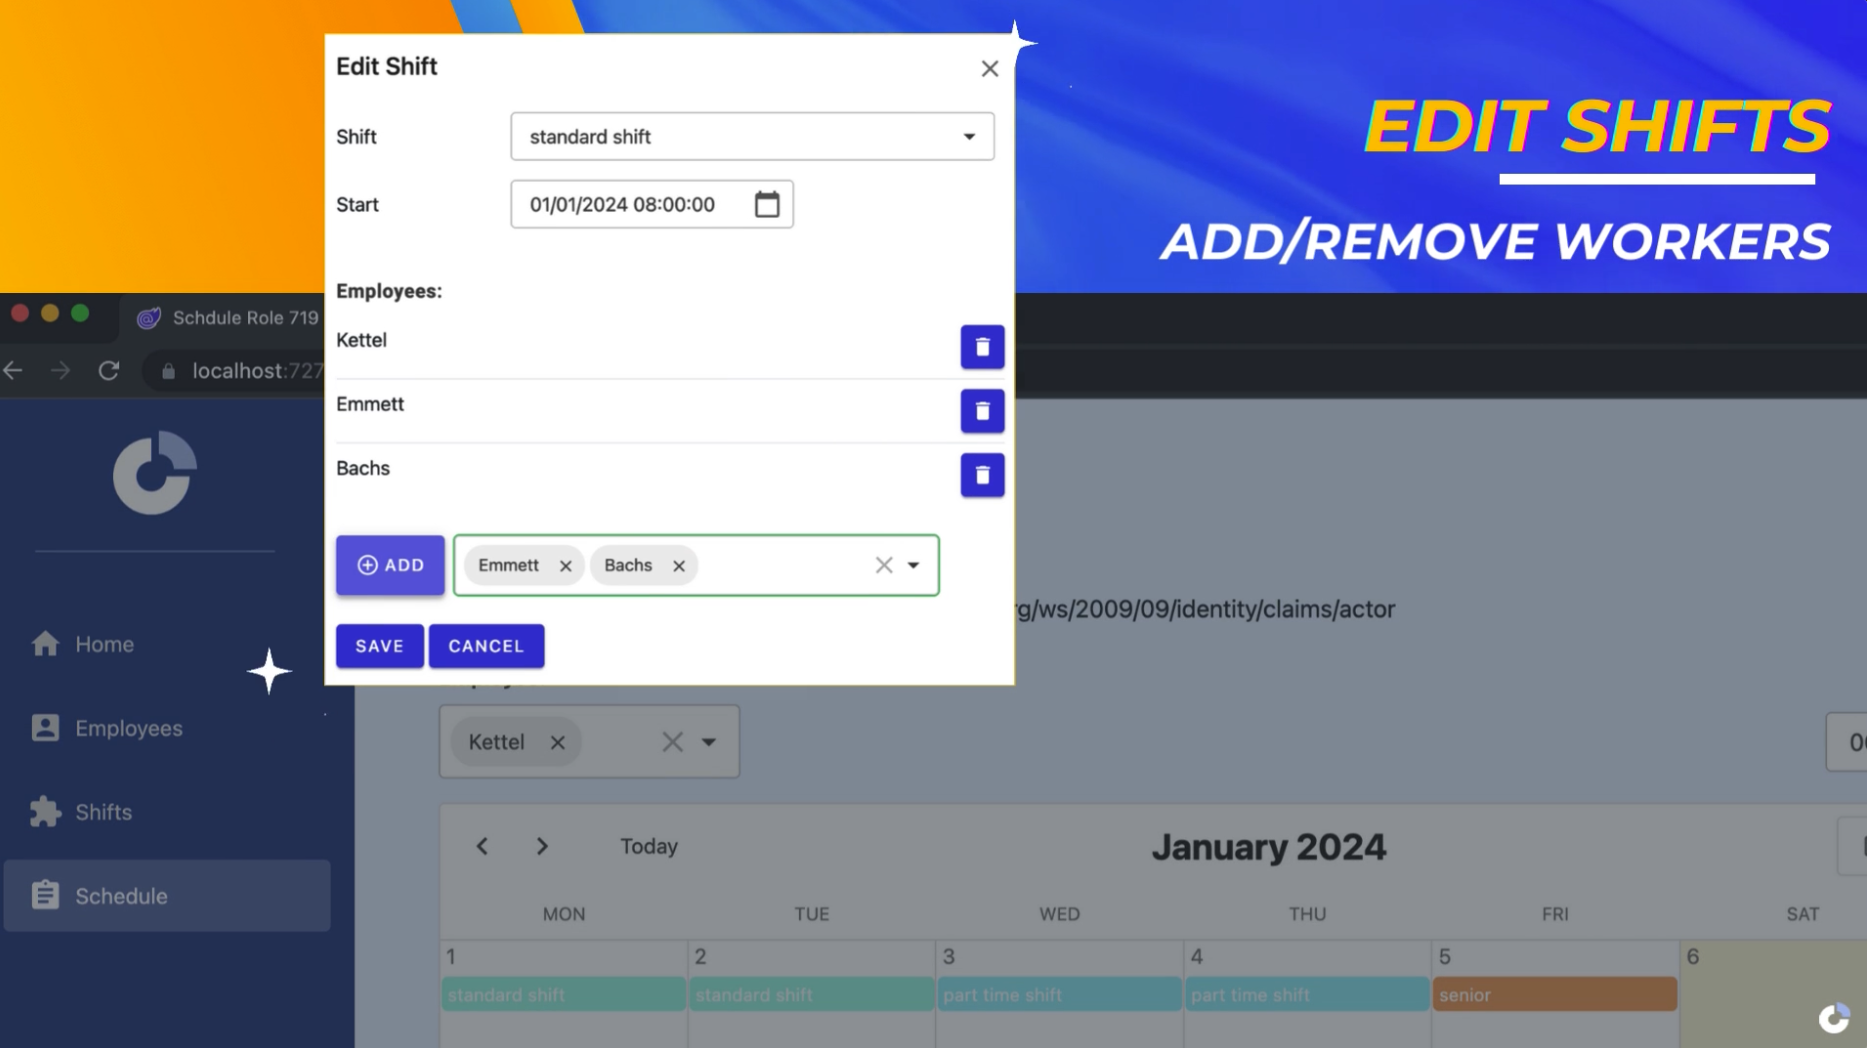 EDIT SHIFTS
ADD/REMOVE WORKERS
Edit Shift
Shift
standard shift
Start
01/01/2024 08:00:00
Employees:
Kettel
Emmett
Bachs
ADD
Emmett
Bachs
SAVE
CANCEL
Schdule Role 719
localhost:727
Home
Employees
Shifts
Schedule
g/ws/2009/09/identity/claims/actor
Kettel
Today
January 2024
MON
TUE
WED
THU
FRI
SAT
1
2
3
4
5
6
standard shift
standard shift
part time shift
part time shift
senior